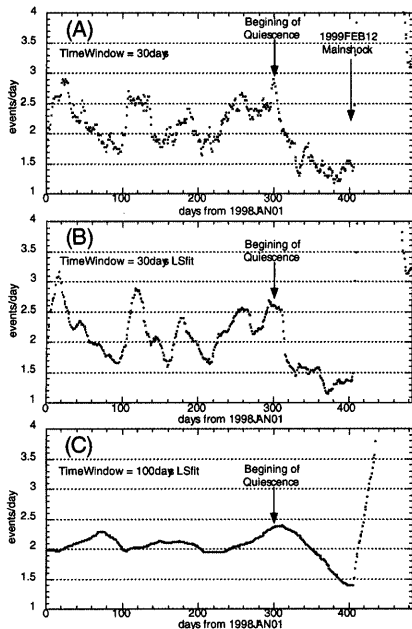 (A)
Begining of
Quiescence
1999FEB12
Mainshock
TimeWindow = 30days
events/day
4
3.5
3
2.5
2
1.5
1
0 100 200 300 400
days from 1998JAN01
(B)
TimeWindow = 30days LSfit
Begining of
Quiescence
events/day
4
3.5
3
2.5
2
1.5
1
0 100 200 300 400
days from 1998JAN01
(C)
TimeWindow = 100days LSfit
Begining of
Quiescence
events/day
4
3.5
3
2.5
2
1.5
1
0 100 200 300 400
days from 1998JAN01